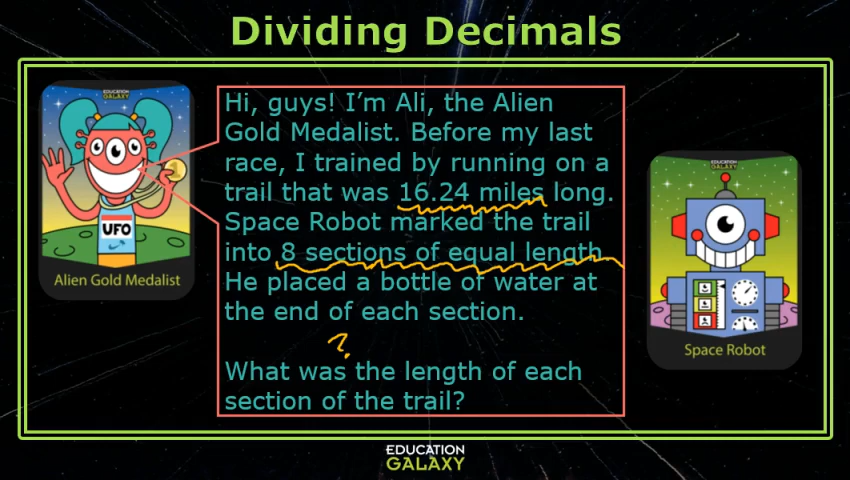 Dividing Decimals
EDUCATION
GALAXY
UFO
Alien Gold Medalist
Hi, guys! I'm Ali, the Alien
Gold Medalist. Before my last
race, I trained by running on a
trail that was 16.24 miles long.
Space Robot marked the trail
into 8 sections of equal length.
He placed a bottle of water at
the end of each section.
?
What was the length of each
section of the trail?
EDUCATION
GALAXY
Space Robot
EDUCATION
GALAXY